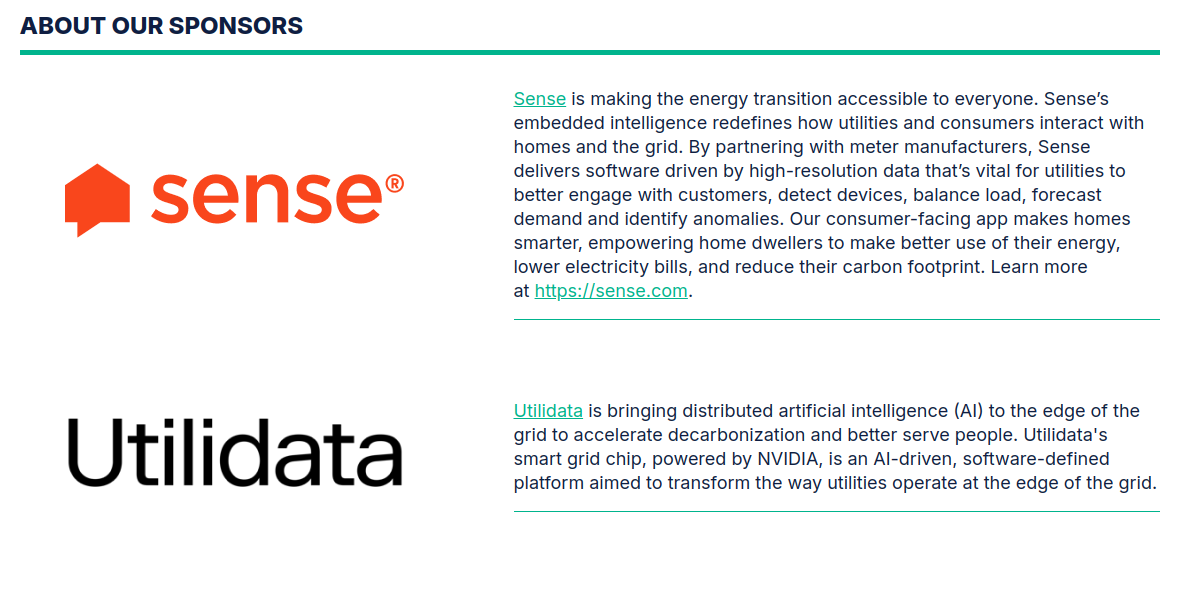 ABOUT OUR SPONSORS
sense®
Sense is making the energy transition accessible to everyone. Sense’s
embedded intelligence redefines how utilities and consumers interact with
homes and the grid. By partnering with meter manufacturers, Sense
delivers software driven by high-resolution data that’s vital for utilities to
better engage with customers, detect devices, balance load, forecast
demand and identify anomalies. Our consumer-facing app makes homes
smarter, empowering home dwellers to make better use of their energy,
lower electricity bills, and reduce their carbon footprint. Learn more
at https://sense.com.
Utilidata
Utilidata is bringing distributed artificial intelligence (AI) to the edge of the
grid to accelerate decarbonization and better serve people. Utilidata's
smart grid chip, powered by NVIDIA, is an AI-driven, software-defined
platform aimed to transform the way utilities operate at the edge of the grid.